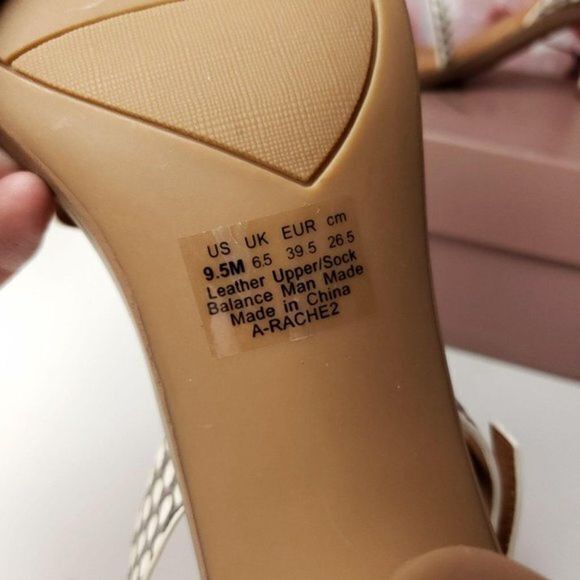 US UK EUR cm
9.5M 6.5 39.5 26.5
Leather Upper/Sock
Balance Man Made
Made in China
A-RACHE2